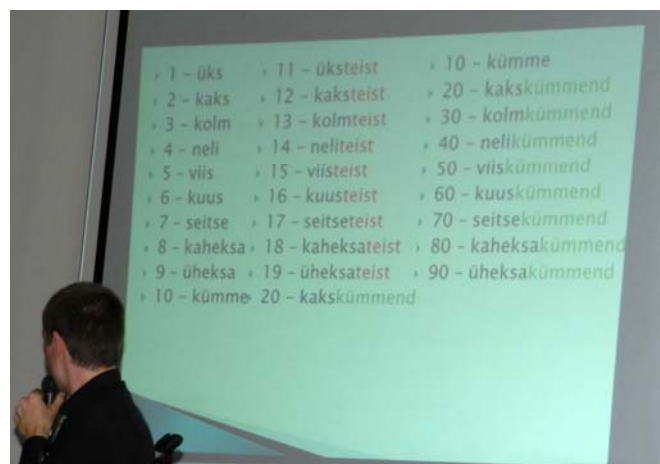 1 – üks
2 – kaks
3 – kolm
4 – neli
5 – viis
6 – kuus
7 – seitse
8 – kaheksa
9 – üheksa
10 – kümme
11 – üksteist
12 – kaksteist
13 – kolmteist
14 – neliteist
15 – viisteist
16 – kuusteist
17 – seitseteist
18 – kaheksateist
19 – üheksateist
20 – kakskümmend
10 – kümme
20 – kakskümmend
30 – kolmkümmend
40 – nelikümmend
50 – viiskümmend
60 – kuuskümmend
70 – seitsekümmend
80 – kaheksakümmend
90 – üheksakümmend